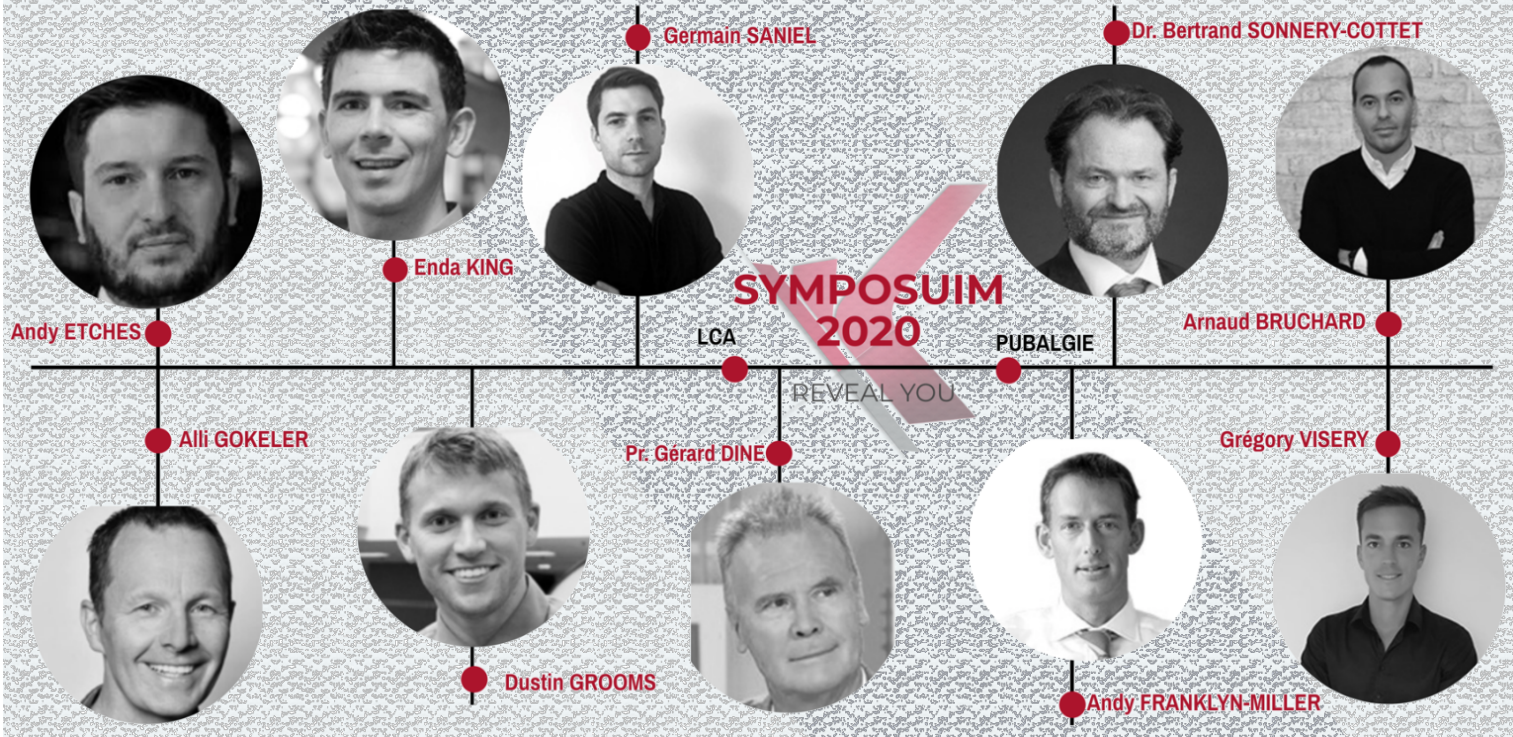 Germain SANIEL
Dr. Bertrand SONNERY-COTTET
Enda KING
Andy ETCHES
SYMPOSUIM
2020
LCA
PUBALGIE
Arnaud BRUCHARD
REVEAL YOU
Alli GOKELER
Pr. Gérard DINE
Grégory VISERY
Dustin GROOMS
Andy FRANKLYN-MILLER